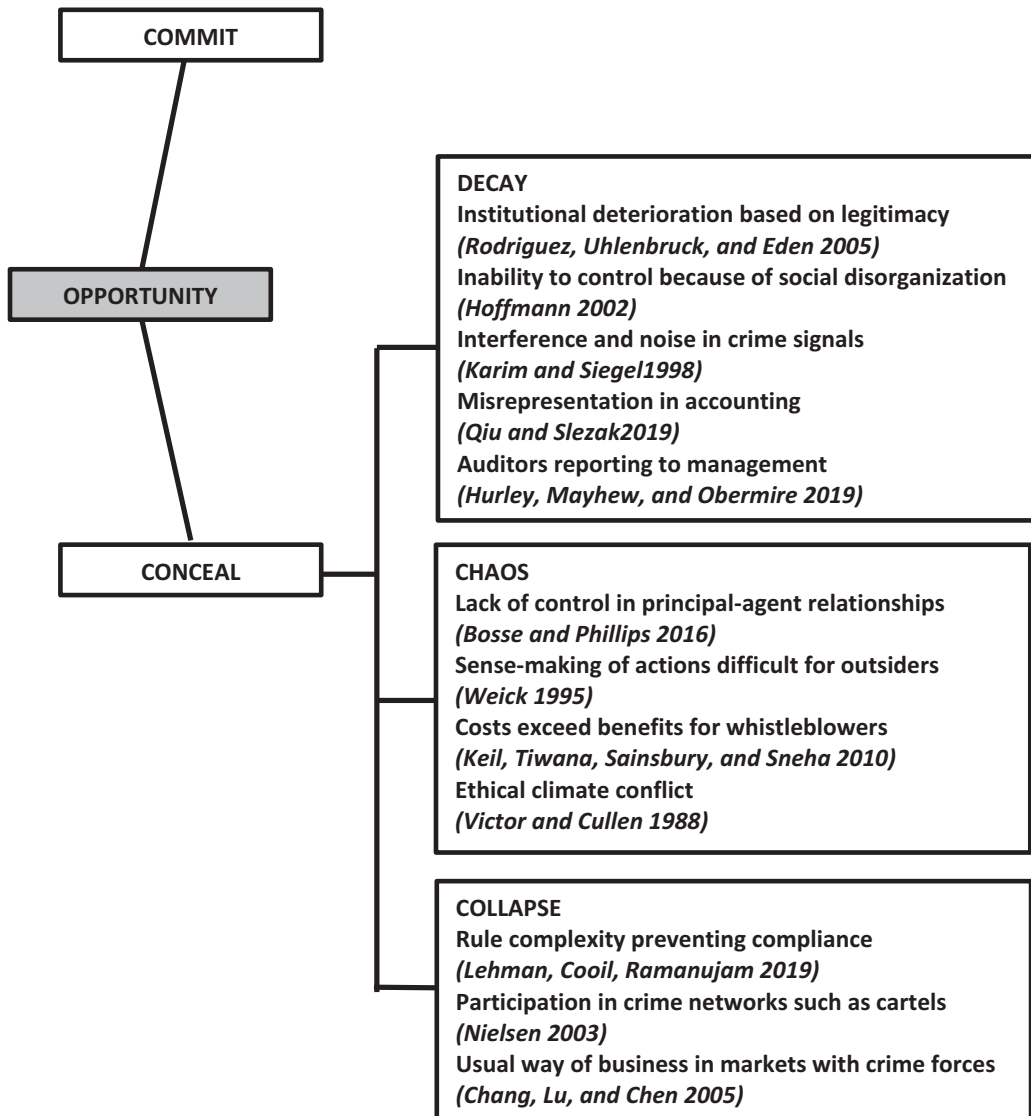 COMMIT
OPPORTUNITY
CONCEAL
DECAY
Institutional deterioration based on legitimacy
(Rodriguez, Uhlenbruck, and Eden 2005)
Inability to control because of social disorganization
(Hoffmann 2002)
Interference and noise in crime signals
(Karim and Siegel1998)
Misrepresentation in accounting
(Qiu and Slezak2019)
Auditors reporting to management
(Hurley, Mayhew, and Obermire 2019)
CHAOS
Lack of control in principal-agent relationships
(Bosse and Phillips 2016)
Sense-making of actions difficult for outsiders
(Weick 1995)
Costs exceed benefits for whistleblowers
(Keil, Tiwana, Sainsbury, and Sneha 2010)
Ethical climate conflict
(Victor and Cullen 1988)
COLLAPSE
Rule complexity preventing compliance
(Lehman, Cooil, Ramanujam 2019)
Participation in crime networks such as cartels
(Nielsen 2003)
Usual way of business in markets with crime forces
(Chang, Lu, and Chen 2005)